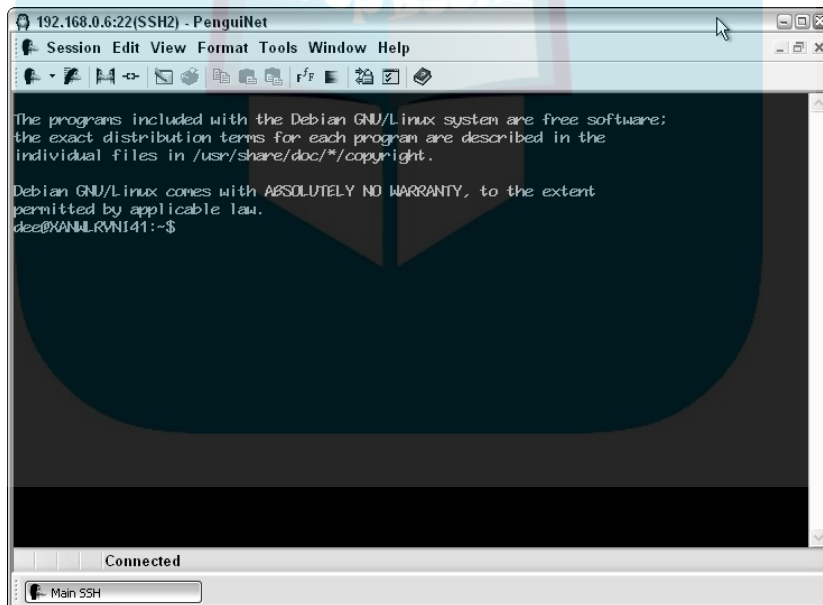 192.168.0.6:22(SSH2) - PenguiNet
Session Edit View Format Tools Window Help
The programs included with the Debian GNU/Linux system are free software;
the exact distribution terms for each program are described in the
individual files in /usr/share/doc/*/copyright.
Debian GNU/Linux comes with ABSOLUTELY NO WARRANTY, to the extent
permitted by applicable law.
dee@XANWLRVNI41:~$
Connected
Main SSH